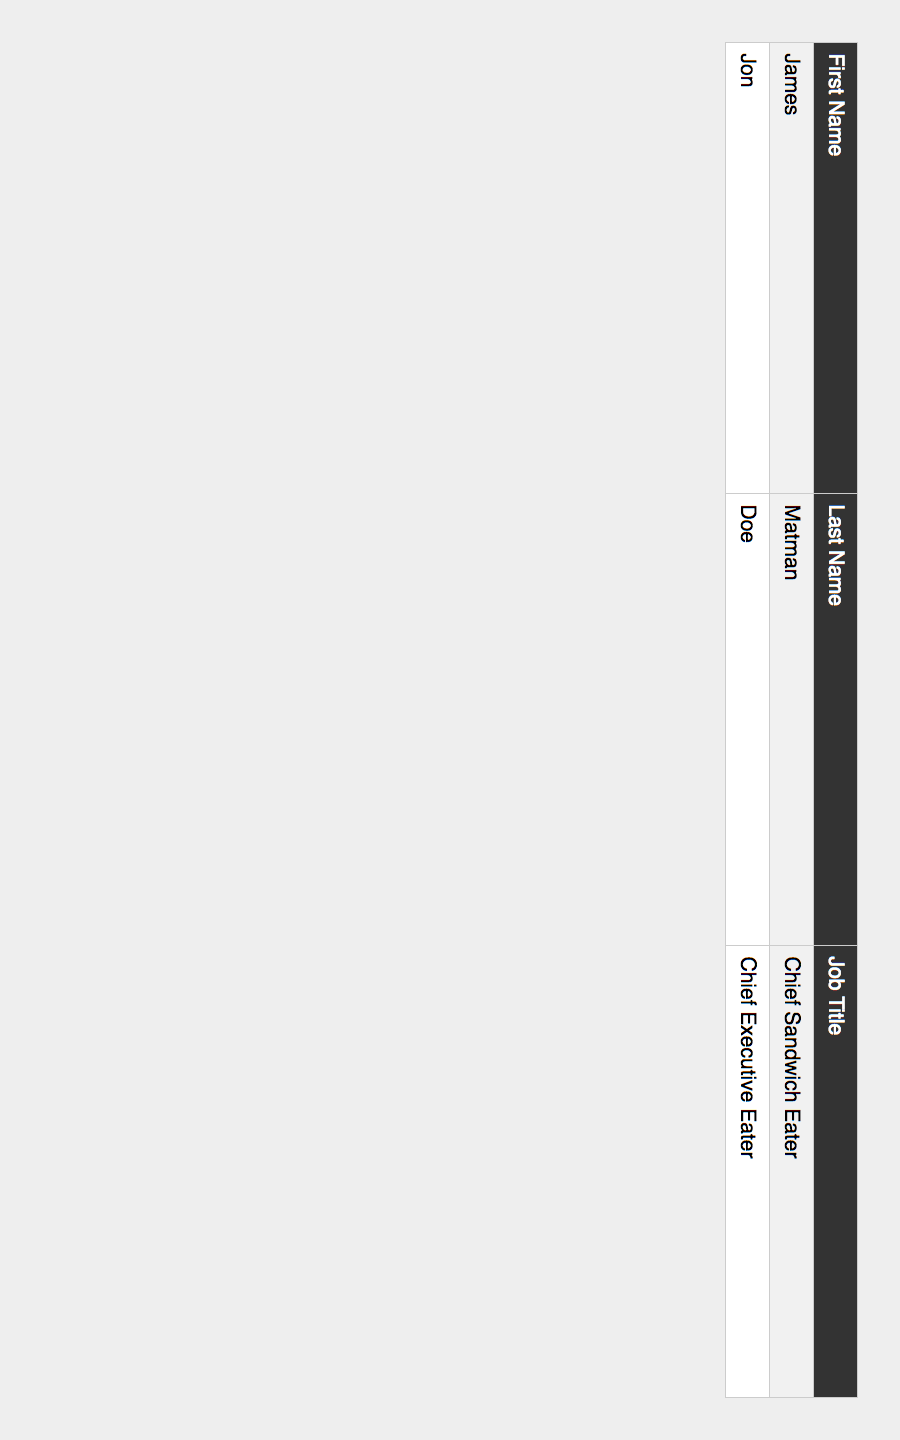 First Name Last Name Job Title
James Matman Chief Sandwich Eater
Jon Doe Chief Executive Eater